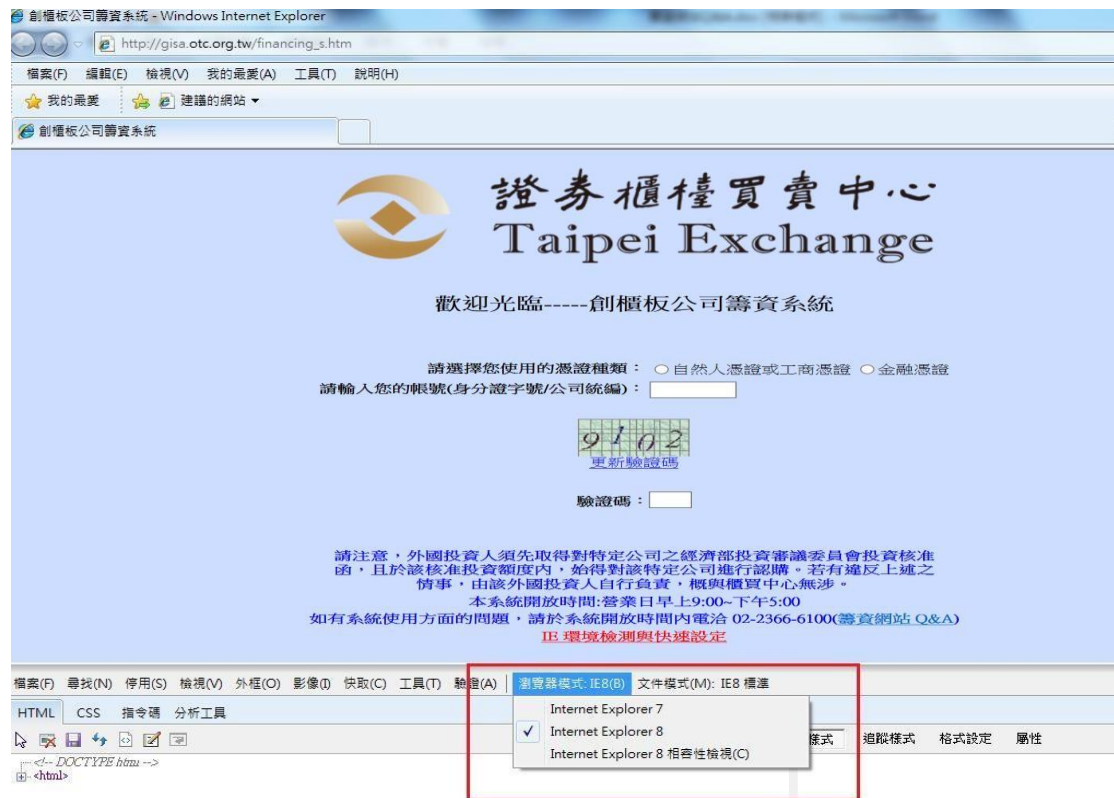 創櫃板公司籌資系統 - Windows Internet Explorer
http://gisa.otc.org.tw/financing_s.htm
檔案(F) 編輯(E) 檢視(V) 我的最愛(A) 工具(T) 說明(H)
我的最愛 建議的網站
創櫃板公司籌資系統
證券櫃檯買賣中心
Taipei Exchange
歡迎光臨-----創櫃板公司籌資系統
請選擇您使用的憑證種類： 自然人憑證或工商憑證 金融憑證
請輸入您的帳號(身分證字號/公司統編)：
9102
更新驗證碼
驗證碼：
請注意，外國投資人須先取得對特定公司之經濟部投資審議委員會投資核准
函，且於該核准投資額度內，始得對該特定公司進行認購。若有違反上述之
情事，由該外國投資人自行負責，概與櫃買中心無涉。
本系統開放時間:營業日早上9:00~下午5:00
如有系統使用方面的問題，請於系統開放時間內電洽 02-2366-6100(籌資網站 Q&A)
IE 環境檢測與快速設定
檔案(F) 尋找(N) 停用(S) 檢視(V) 外框(O) 影像(I) 快取(C) 工具(T) 驗證(A) 瀏覽器模式: IE8(B) 文件模式(M): IE8 標準
HTML CSS 指令碼 分析工具
Internet Explorer 7
Internet Explorer 8
Internet Explorer 8 相容性檢視(C)
樣式 追蹤樣式 格式設定 屬性
<!-- DOCTYPE html -->
<html>